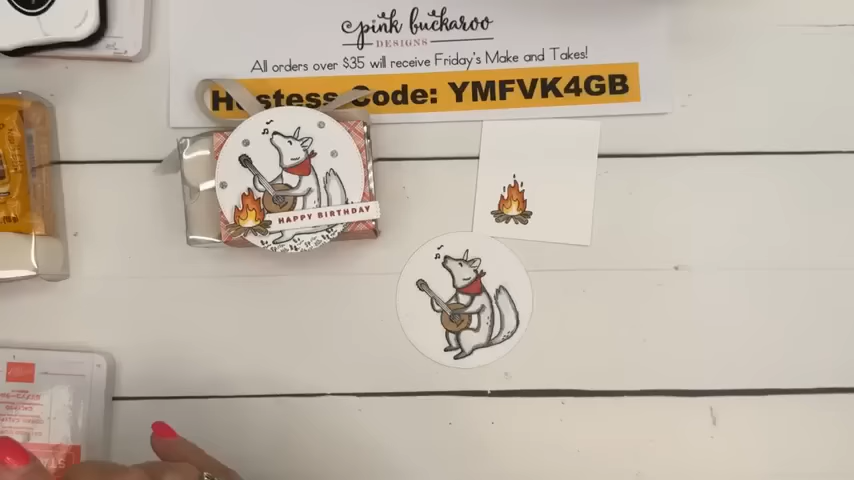 pink buckaroo
DESIGNS
All orders over $35 will receive Friday's Make and Takes!
Hostess Code: YMFVK4GB
HAPPY BIRTHDAY